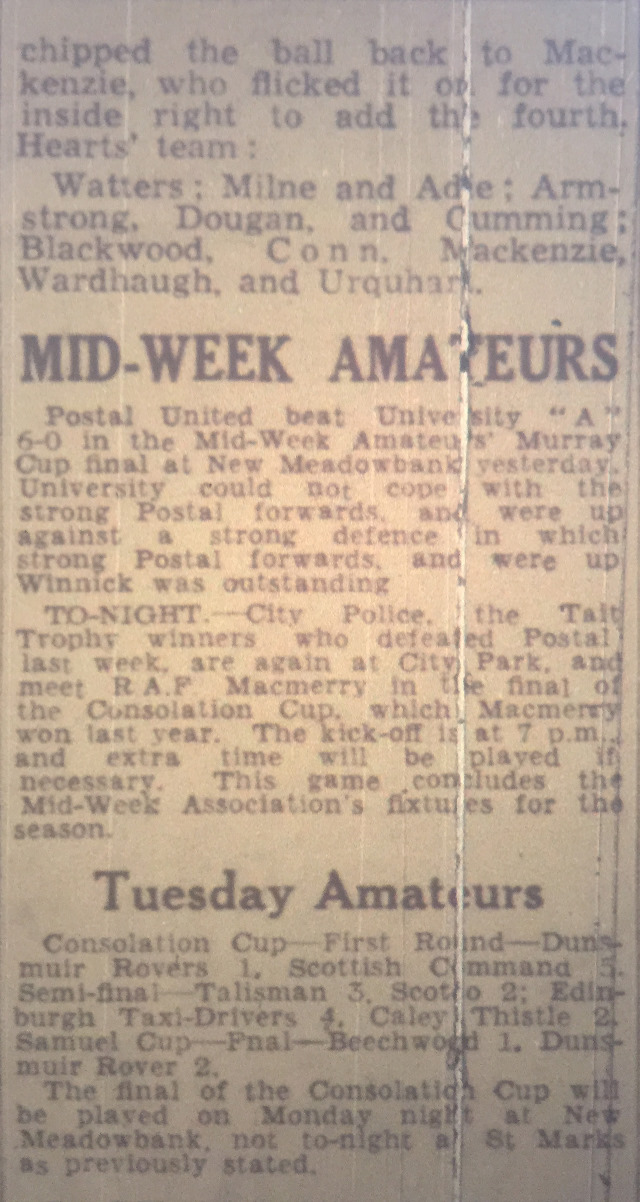 chipped the ball back to Mac-
kenzie, who flicked it on for the
inside right to add the fourth.
Hearts' team :
Watters; Milne and Adie; Arm-
strong, Dougan, and Cumming;
Blackwood, Conn, Mackenzie,
Wardhaugh, and Urquhart.
MID-WEEK AMATEURS
Postal United beat University "A"
6-0 in the Mid-Week Amateurs' Murray
Cup final at New Meadowbank yesterday.
University could not cope with the
strong Postal forwards, and were up
against a strong defence in which
strong Postal forwards, and were up
Winnick was outstanding
TO-NIGHT.—City Police, the Tait
Trophy winners who defeated Postal
last week, are again at City Park, and
meet R A.F Macmerry in the final of
the Consolation Cup, which Macmerry
won last year. The kick-off is at 7 p.m.,
and extra time will be played if
necessary. This game concludes the
Mid-Week Association's fixtures for the
season.
Tuesday Amateurs
Consolation Cup—First Round—Duns-
muir Rovers 1, Scottish Command
Semi-final—Talisman 3, Scotto 2; Edin-
burgh Taxi-Drivers 4, Caley Thistle 2.
Samuel Cup—Fnal—Beechwood 1, Duns-
muir Rover 2.
The final of the Consolation Cup will
be played on Monday night at New
Meadowbank, not to-night at St Marks
as previously stated.